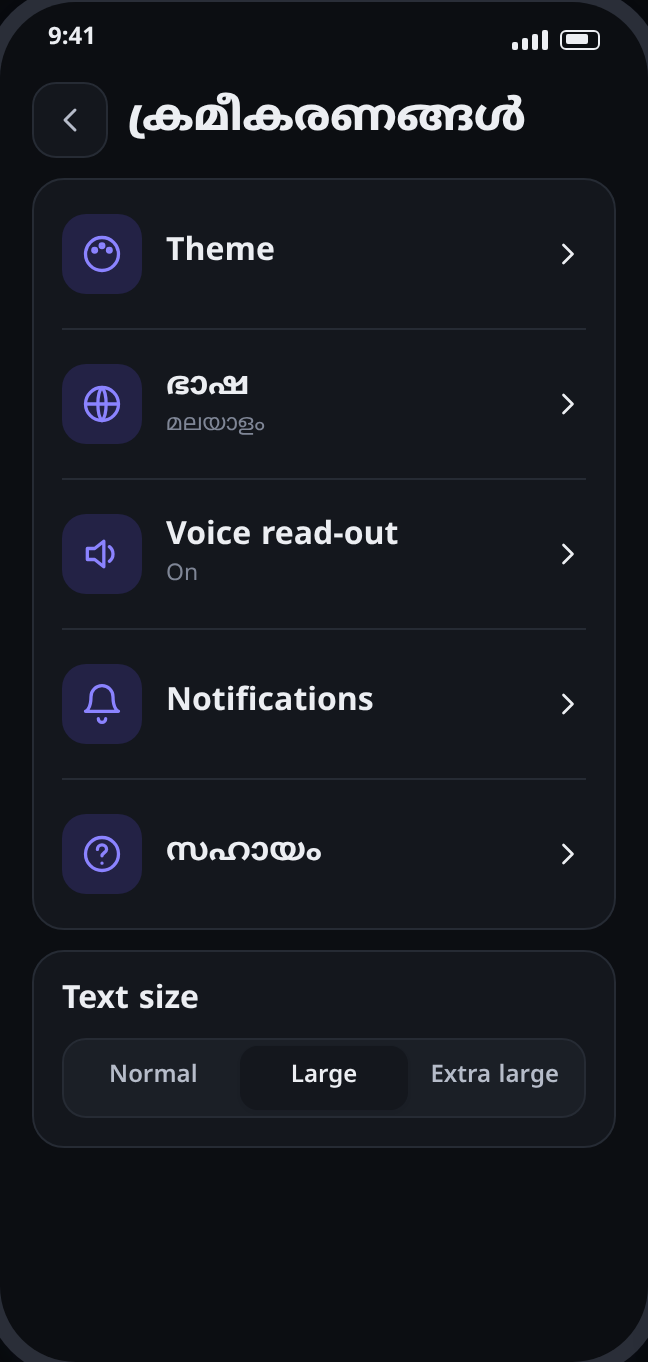 9:41
ക്രമീകരണങ്ങൾ
Theme
ഭാഷ
മലയാളം
Voice read-out
On
Notifications
സഹായം
Text size
Normal Large Extra large